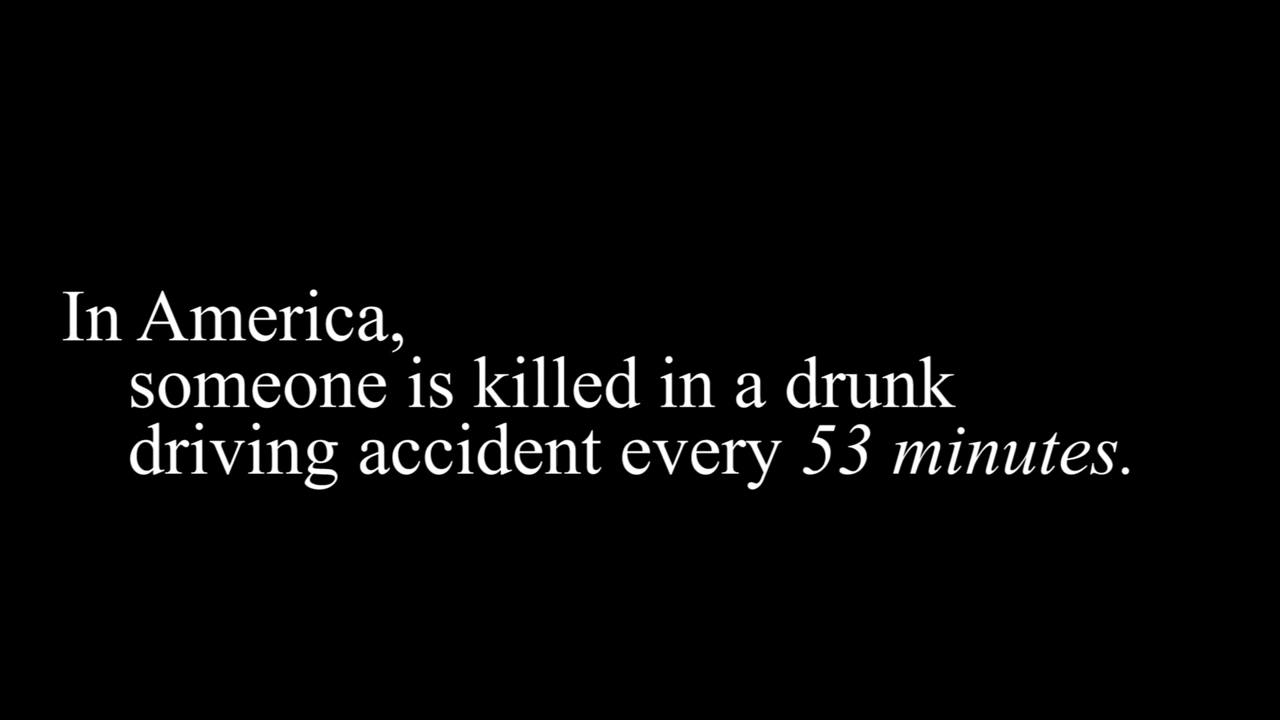 In America,
someone is killed in a drunk
driving accident every 53 minutes.